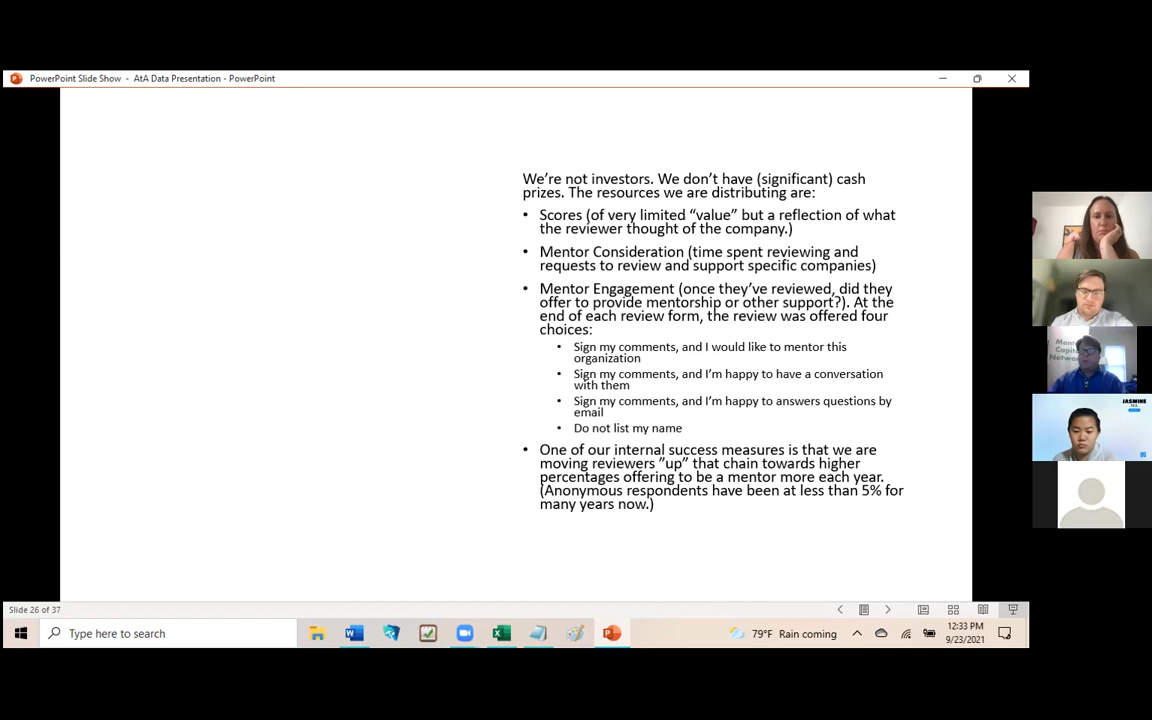 PowerPoint Slide Show - AtA Data Presentation - PowerPoint
We're not investors. We don't have (significant) cash
prizes. The resources we are distributing are:
• Scores (of very limited “value” but a reflection of what
the reviewer thought of the company.)
• Mentor Consideration (time spent reviewing and
requests to review and support specific companies)
• Mentor Engagement (once they've reviewed, did they
offer to provide mentorship or other support?). At the
end of each review form, the review was offered four
choices:
• Sign my comments, and I would like to mentor this
organization
• Sign my comments, and I'm happy to have a conversation
with them
• Sign my comments, and I'm happy to answers questions by
email
• Do not list my name
• One of our internal success measures is that we are
moving reviewers ”up” that chain towards higher
percentages offering to be a mentor more each year.
(Anonymous respondents have been at less than 5% for
many years now.)
JASMINE
Slide 26 of 37
Type here to search
79°F Rain coming
12:33 PM
9/23/2021